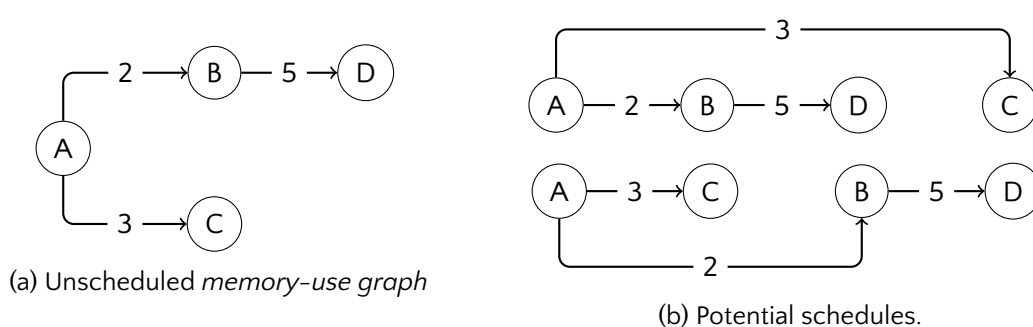 2 B 5 D
A
3 C
(a) Unscheduled memory-use graph
3
A 2 B 5 D C
A 3 C B 5 D
2
(b) Potential schedules.